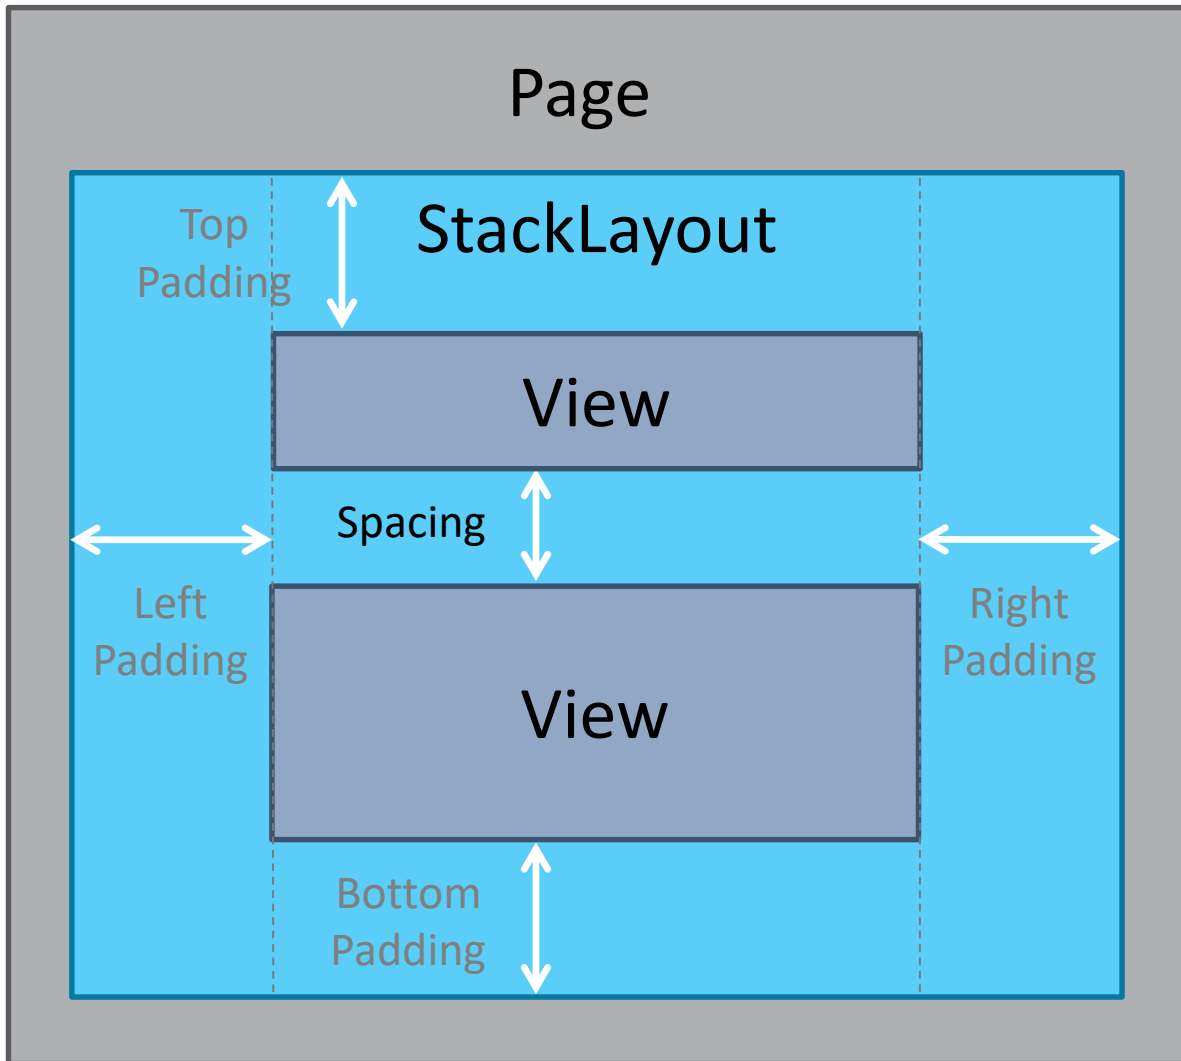 Page
StackLayout
Top
Padding
View
Spacing
Left
Padding
Right
Padding
View
Bottom
Padding